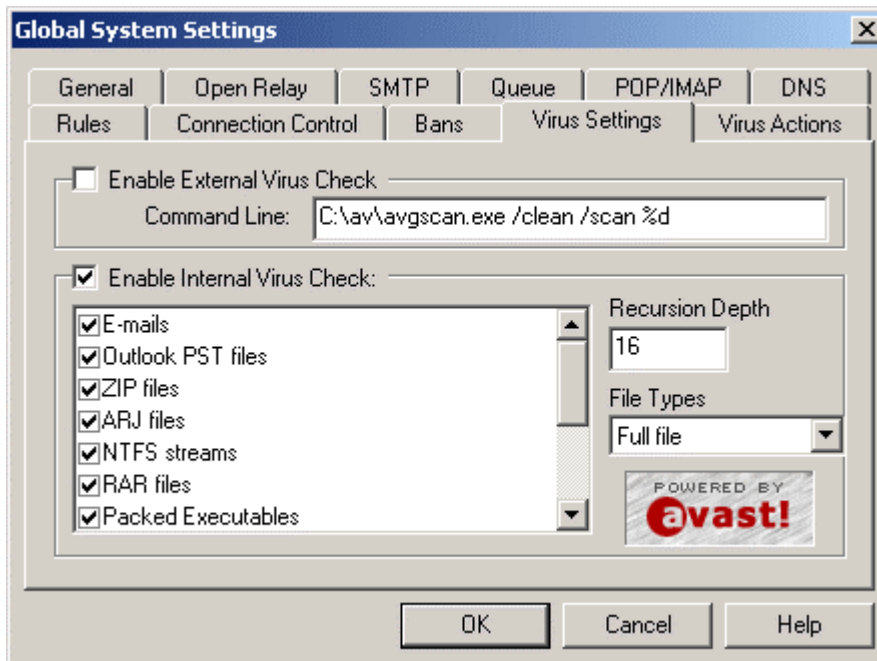 Global System Settings
General Open Relay SMTP Queue POP/IMAP DNS
Rules Connection Control Bans Virus Settings Virus Actions
Enable External Virus Check
Command Line: C:\av\avgscan.exe /clean /scan %d
Enable Internal Virus Check:
E-mails
Outlook PST files
ZIP files
ARJ files
NTFS streams
RAR files
Packed Executables
Recursion Depth
16
File Types
Full file
POWERED BY
avast!
OK Cancel Help